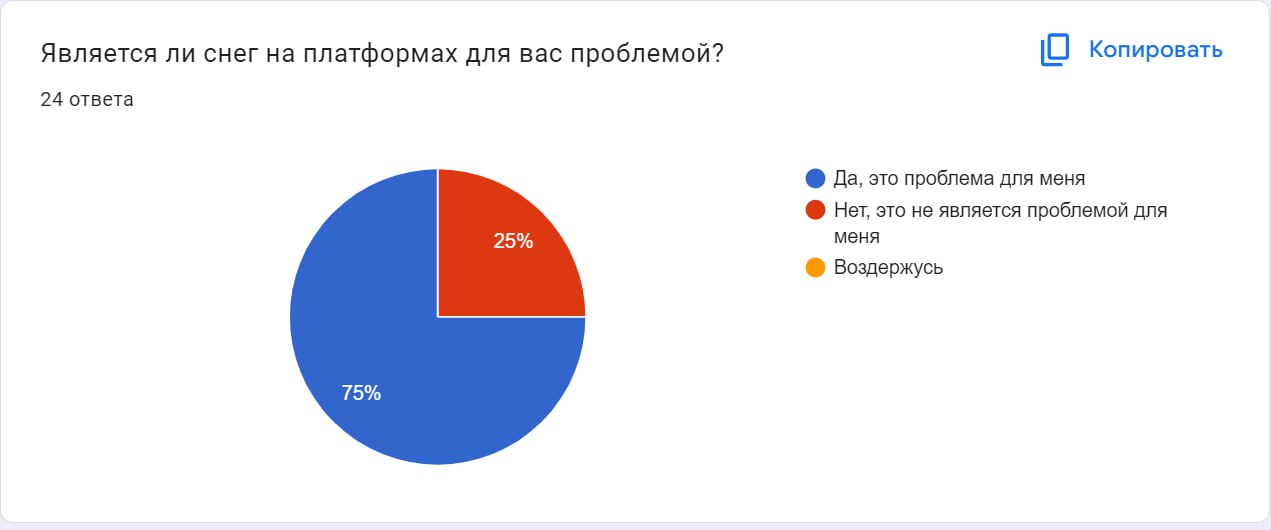 Является ли снег на платформах для вас проблемой?
Копировать
24 ответа
25%
75%
Да, это проблема для меня
Нет, это не является проблемой для
меня
Воздержусь